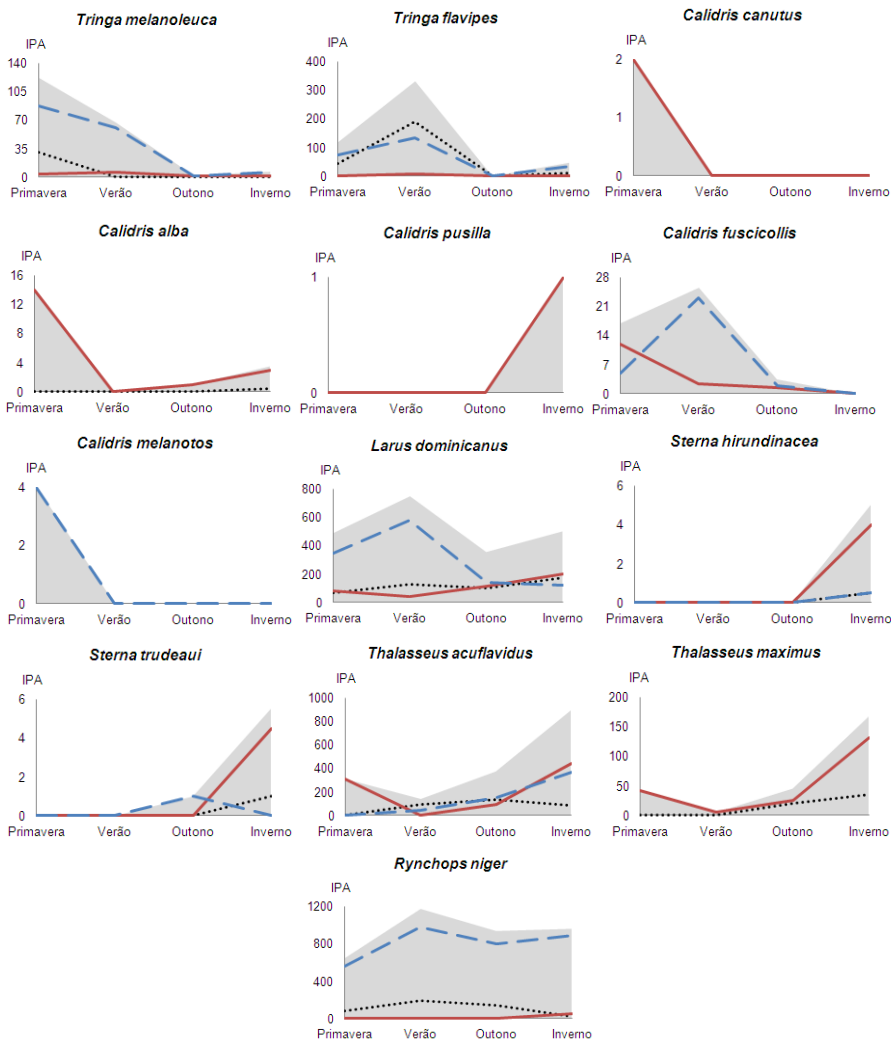 Tringa melanoleuca
IPA
140
105
70
35
0
Primavera Verão Outono Inverno
Tringa flavipes
IPA
400
300
200
100
0
Primavera Verão Outono Inverno
Calidris canutus
IPA
2
1
0
Primavera Verão Outono Inverno
Calidris alba
IPA
16
12
8
4
0
Primavera Verão Outono Inverno
Calidris pusilla
IPA
1
0
Primavera Verão Outono Inverno
Calidris fuscicollis
IPA
28
21
14
7
0
Primavera Verão Outono Inverno
Calidris melanotos
IPA
4
2
0
Primavera Verão Outono Inverno
Larus dominicanus
IPA
800
600
400
200
0
Primavera Verão Outono Inverno
Sterna hirundinacea
IPA
6
4
2
0
Primavera Verão Outono Inverno
Sterna trudeaui
IPA
6
4
2
0
Primavera Verão Outono Inverno
Thalasseus acuflavidus
IPA
1000
800
600
400
200
0
Primavera Verão Outono Inverno
Thalasseus maximus
IPA
200
150
100
50
0
Primavera Verão Outono Inverno
Rynchops niger
IPA
1200
800
400
0
Primavera Verão Outono Inverno